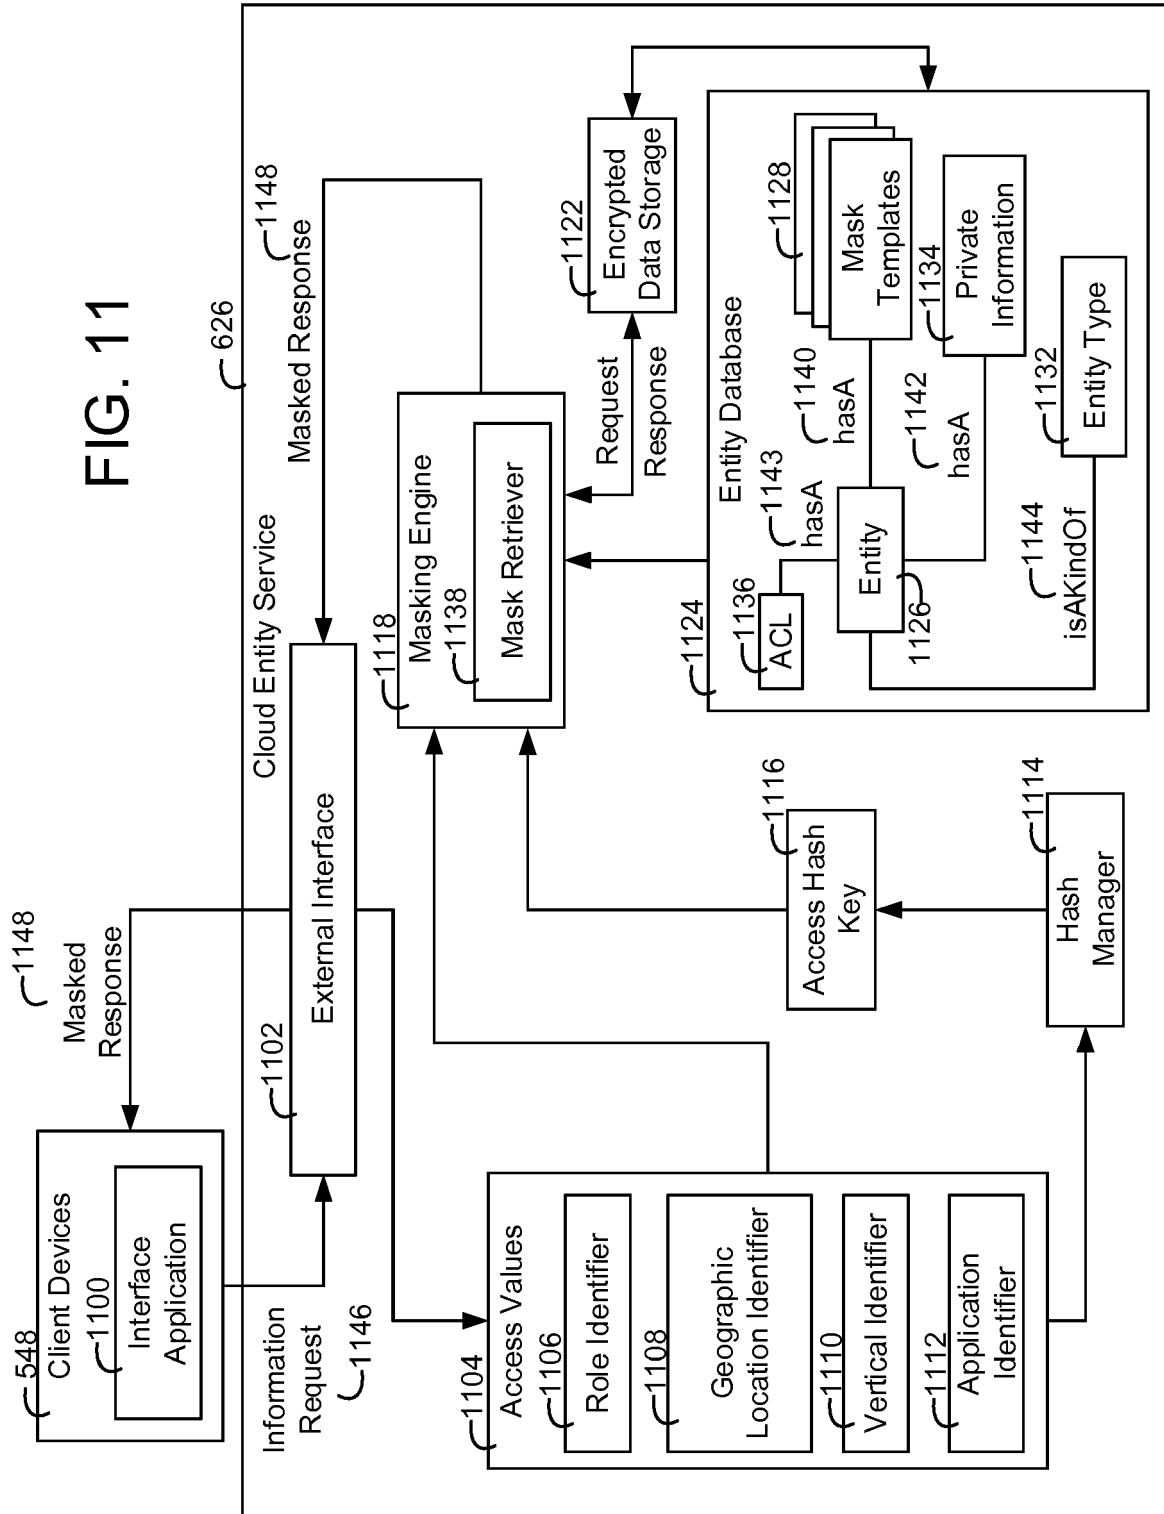 FIG. 11
548
Client Devices
1100
Interface
Application
Masked
Response
1148
Information
Request
1146
626
Cloud Entity Service
1102
External Interface
Masked Response
1148
1104
Access Values
1106
Role Identifier
1108
Geographic
Location Identifier
1110
Vertical Identifier
1112
Application
Identifier
1118
Masking Engine
1138
Mask Retriever
Request
Response
1122
Encrypted
Data Storage
1116
Access Hash
Key
1114
Hash
Manager
1124
Entity Database
1136
ACL
1143
hasA
1140
hasA
1128
Mask
Templates
Entity
1126
1142
hasA
1134
Private
Information
1144
isAKindOf
1132
Entity Type